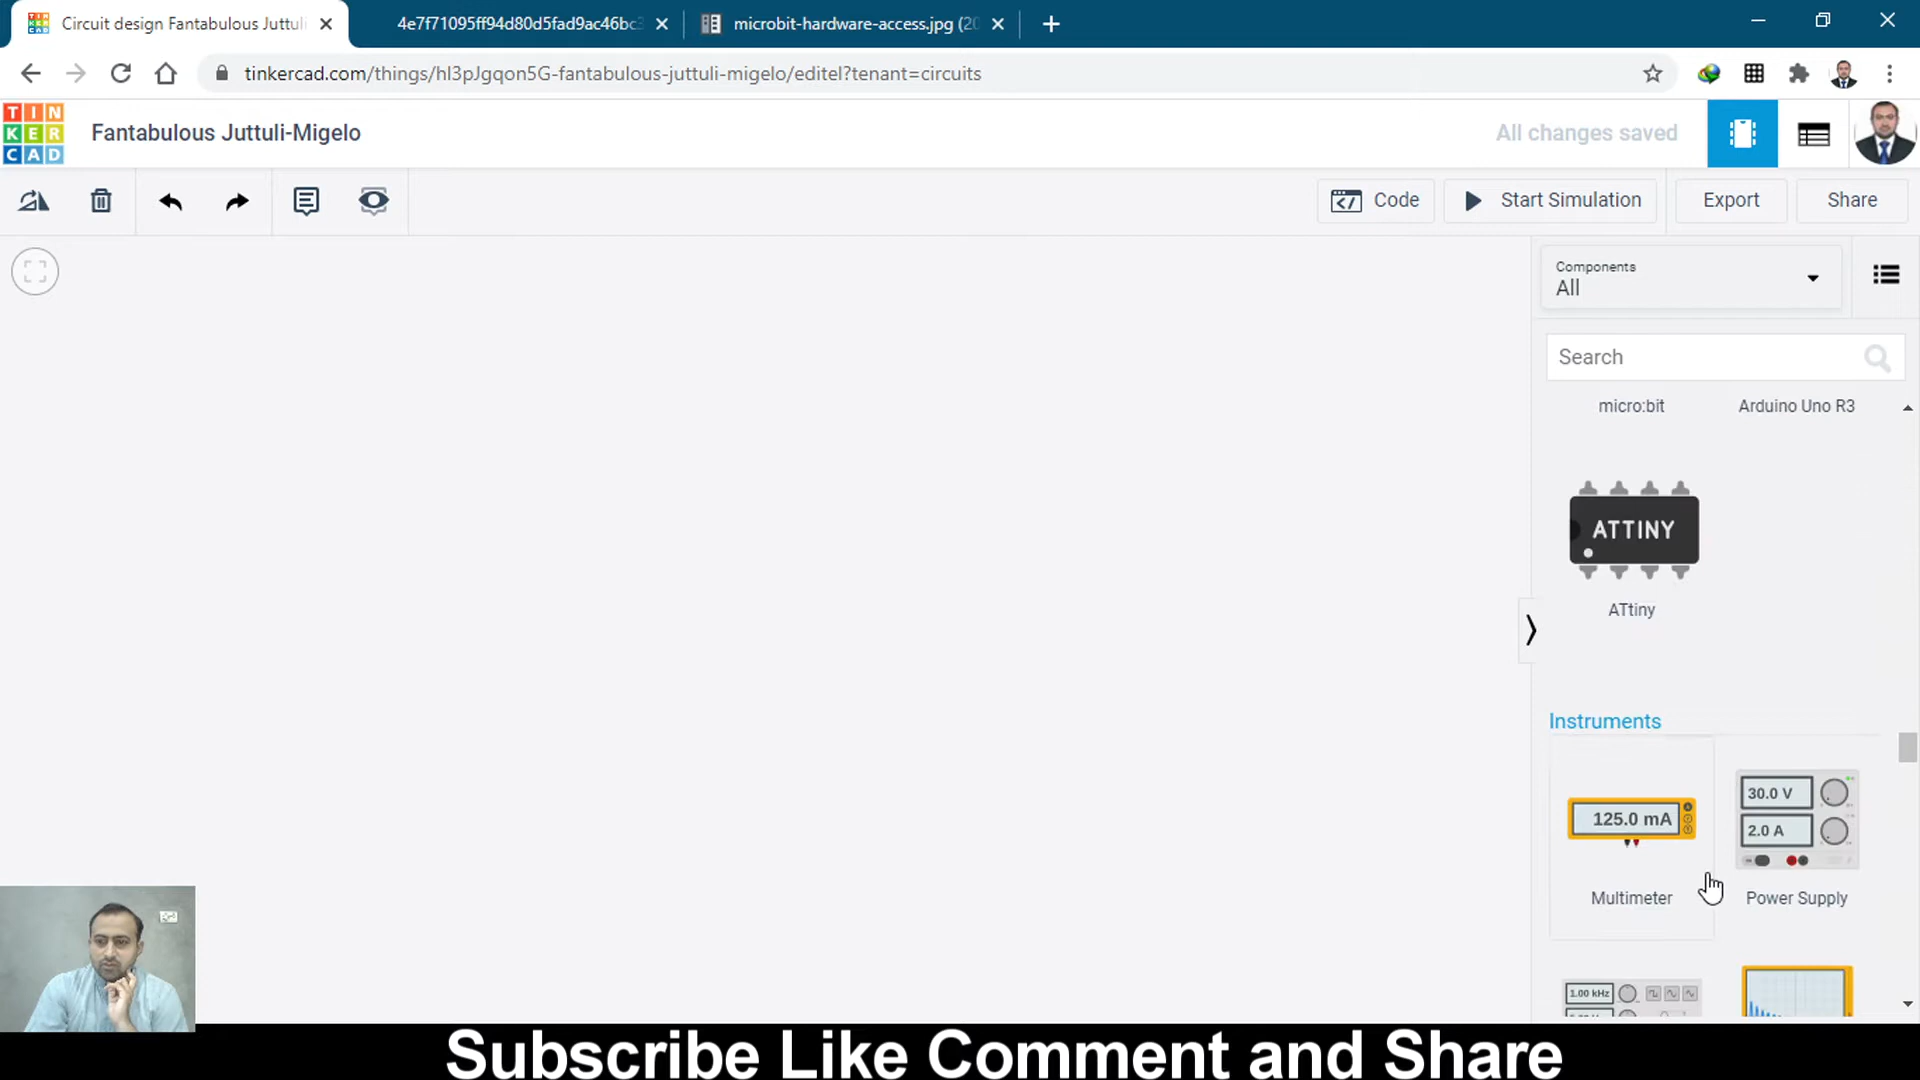 Circuit design Fantabulous Juttuli
4e7f71095ff94d80d5fad9ac46bc3
microbit-hardware-access.jpg (20
tinkercad.com/things/hl3pJgqon5G-fantabulous-juttuli-migelo/editel?tenant=circuits
TIN
KER
CAD
Fantabulous Juttuli-Migelo
All changes saved
Code
Start Simulation
Export
Share
Components
All
Search
micro:bit
Arduino Uno R3
ATTINY
ATtiny
Instruments
125.0 mA
30.0 V
2.0 A
Multimeter
Power Supply
1.00 kHz
Subscribe Like Comment and Share